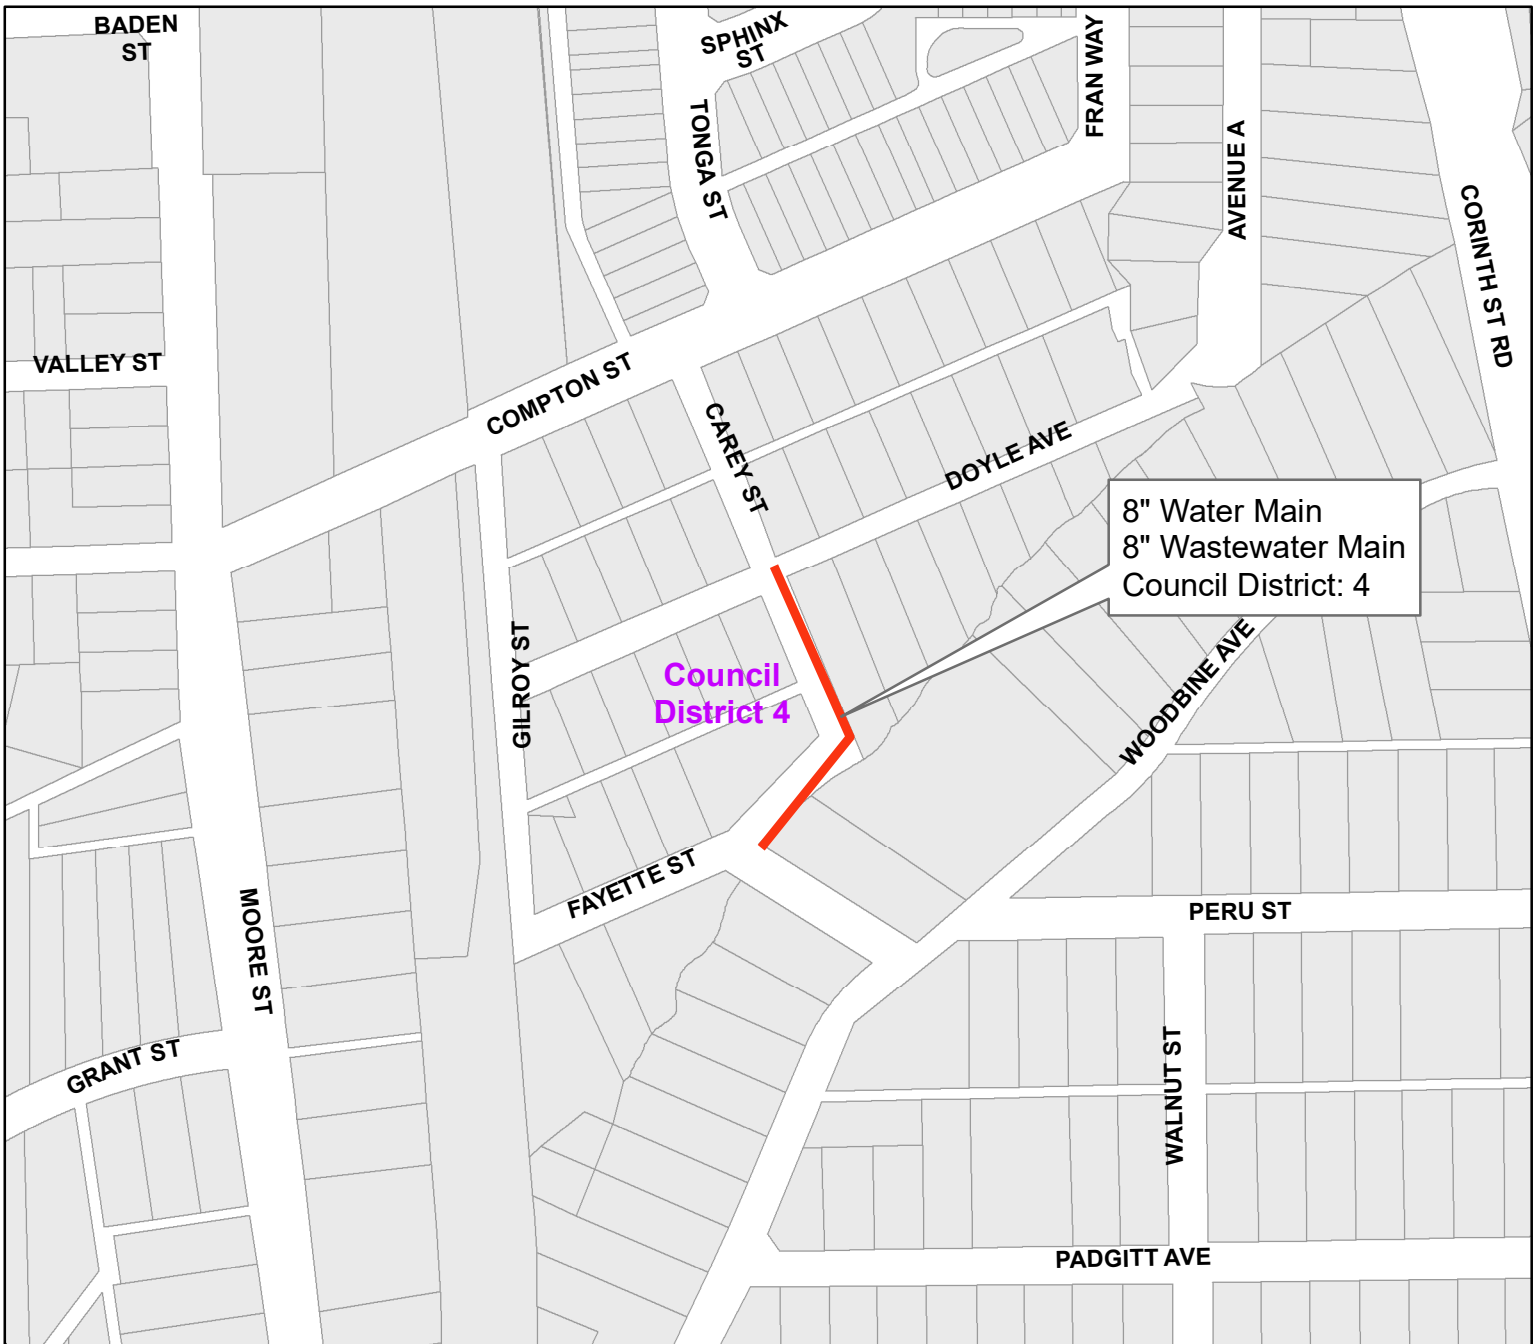 BADEN
ST
SPHINX
ST
FRAN WAY
TONGA ST
AVENUE A
CORINTH ST RD
VALLEY ST
COMPTON ST
CAREY ST
DOYLE AVE
8" Water Main
8" Wastewater Main
Council District: 4
GILROY ST
Council
District 4
WOODBINE AVE
FAYETTE ST
MOORE ST
PERU ST
GRANT ST
WALNUT ST
PADGITT AVE